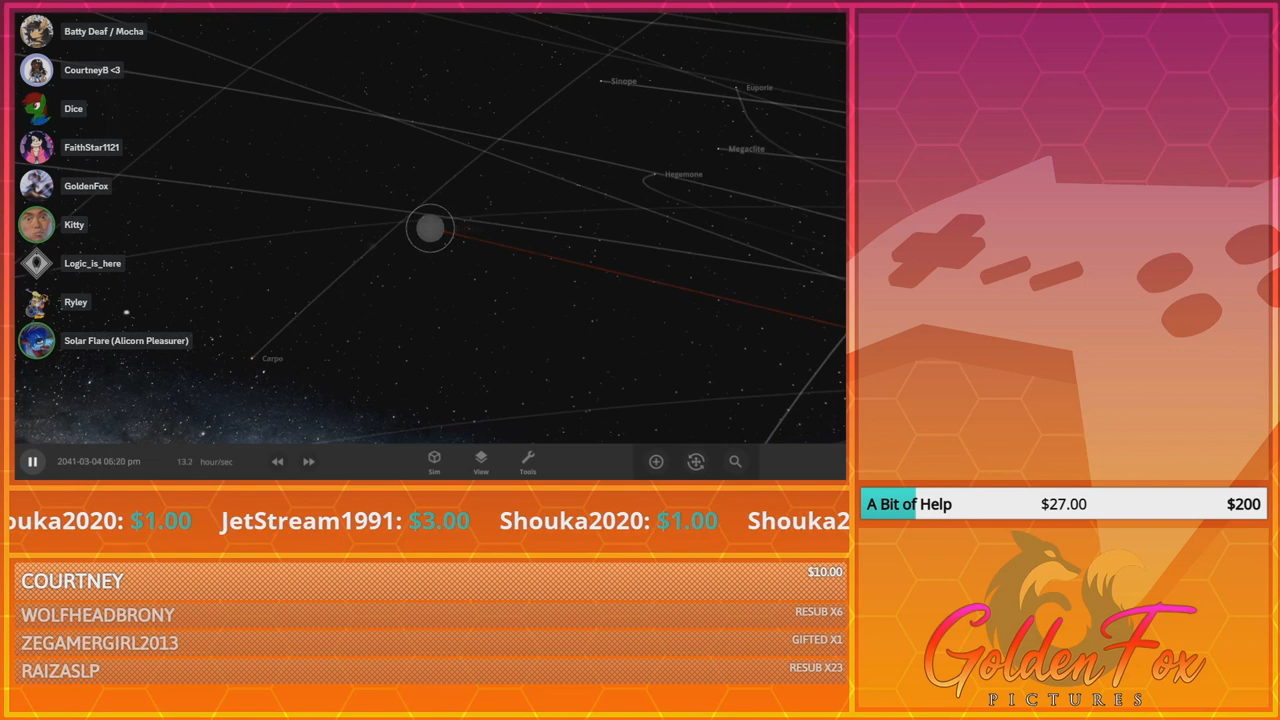 Batty Deaf / Mocha
CourtneyB <3
Dice
FaithStar1121
GoldenFox
Kitty
Logic_is_here
Ryley
Solar Flare (Alicorn Pleasurer)
Sinope
Euporie
Megaclite
Hegemone
Carpo
2041-03-04 06:20 pm 13.2 hour/sec
Sim View Tools
ouka2020: $1.00 JetStream1991: $3.00 Shouka2020: $1.00 Shouka2
COURTNEY $10.00
WOLFHEADBRONY RESUB X6
ZEGAMERGIRL2013 GIFTED X1
RAIZASLP RESUB X23
A Bit of Help $27.00 $200
GoldenFox
PICTURES